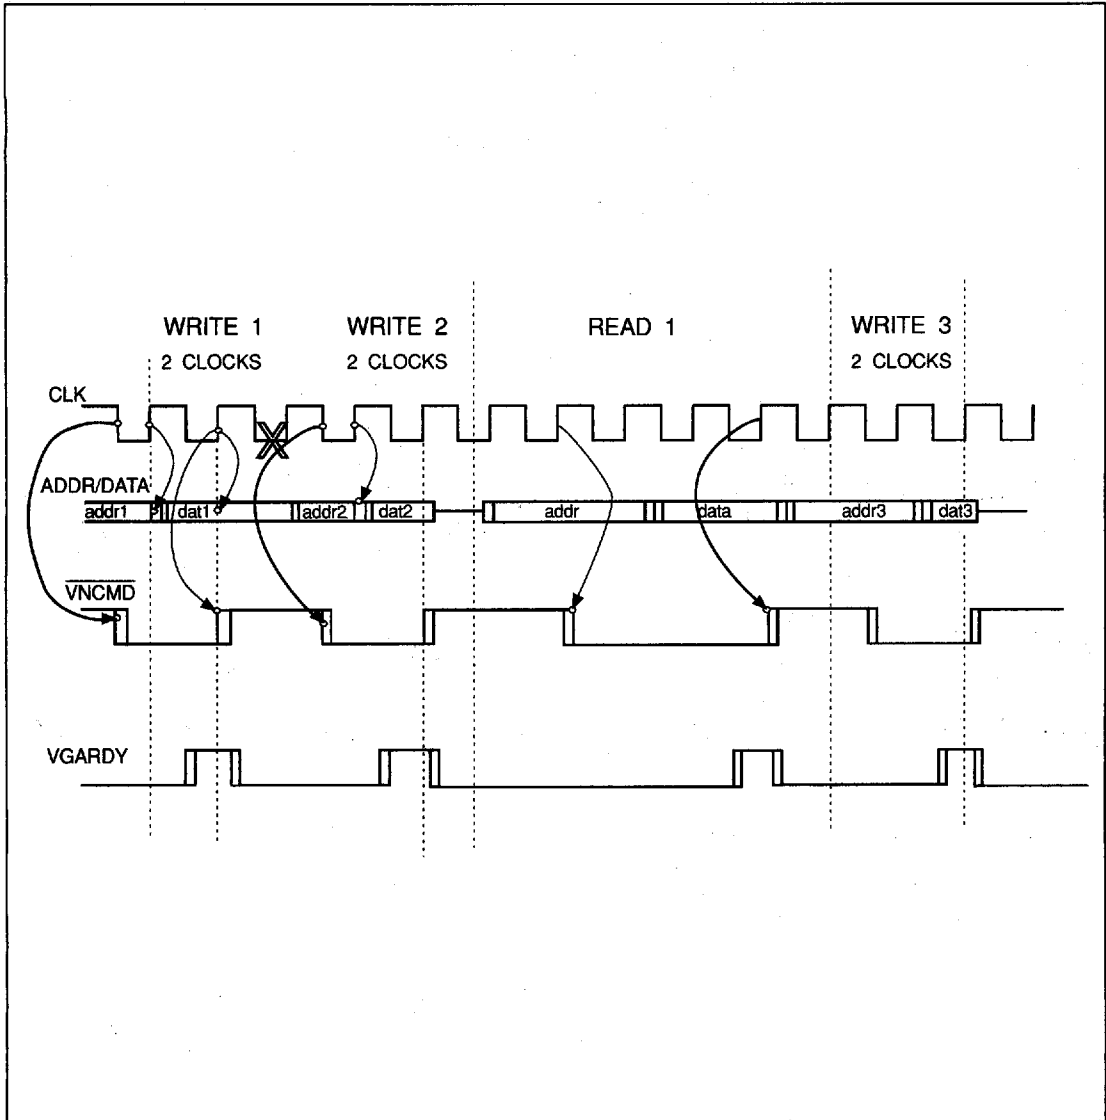 WRITE 1 WRITE 2 READ 1 WRITE 3
2 CLOCKS 2 CLOCKS 2 CLOCKS
CLK
ADDR/DATA
addr1 dat1 addr2 dat2 addr data addr3 dat3
VNCMD
VGARDY